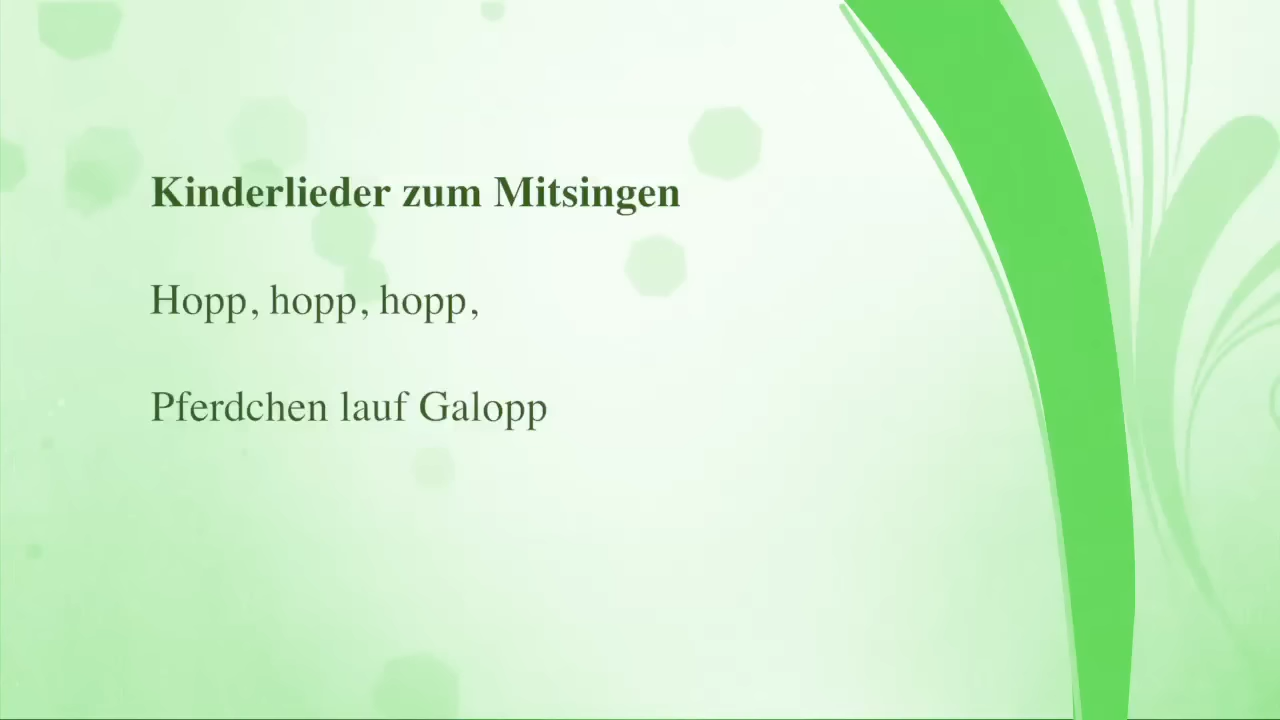 Kinderlieder zum Mitsingen
Hopp, hopp, hopp,
Pferdchen lauf Galopp